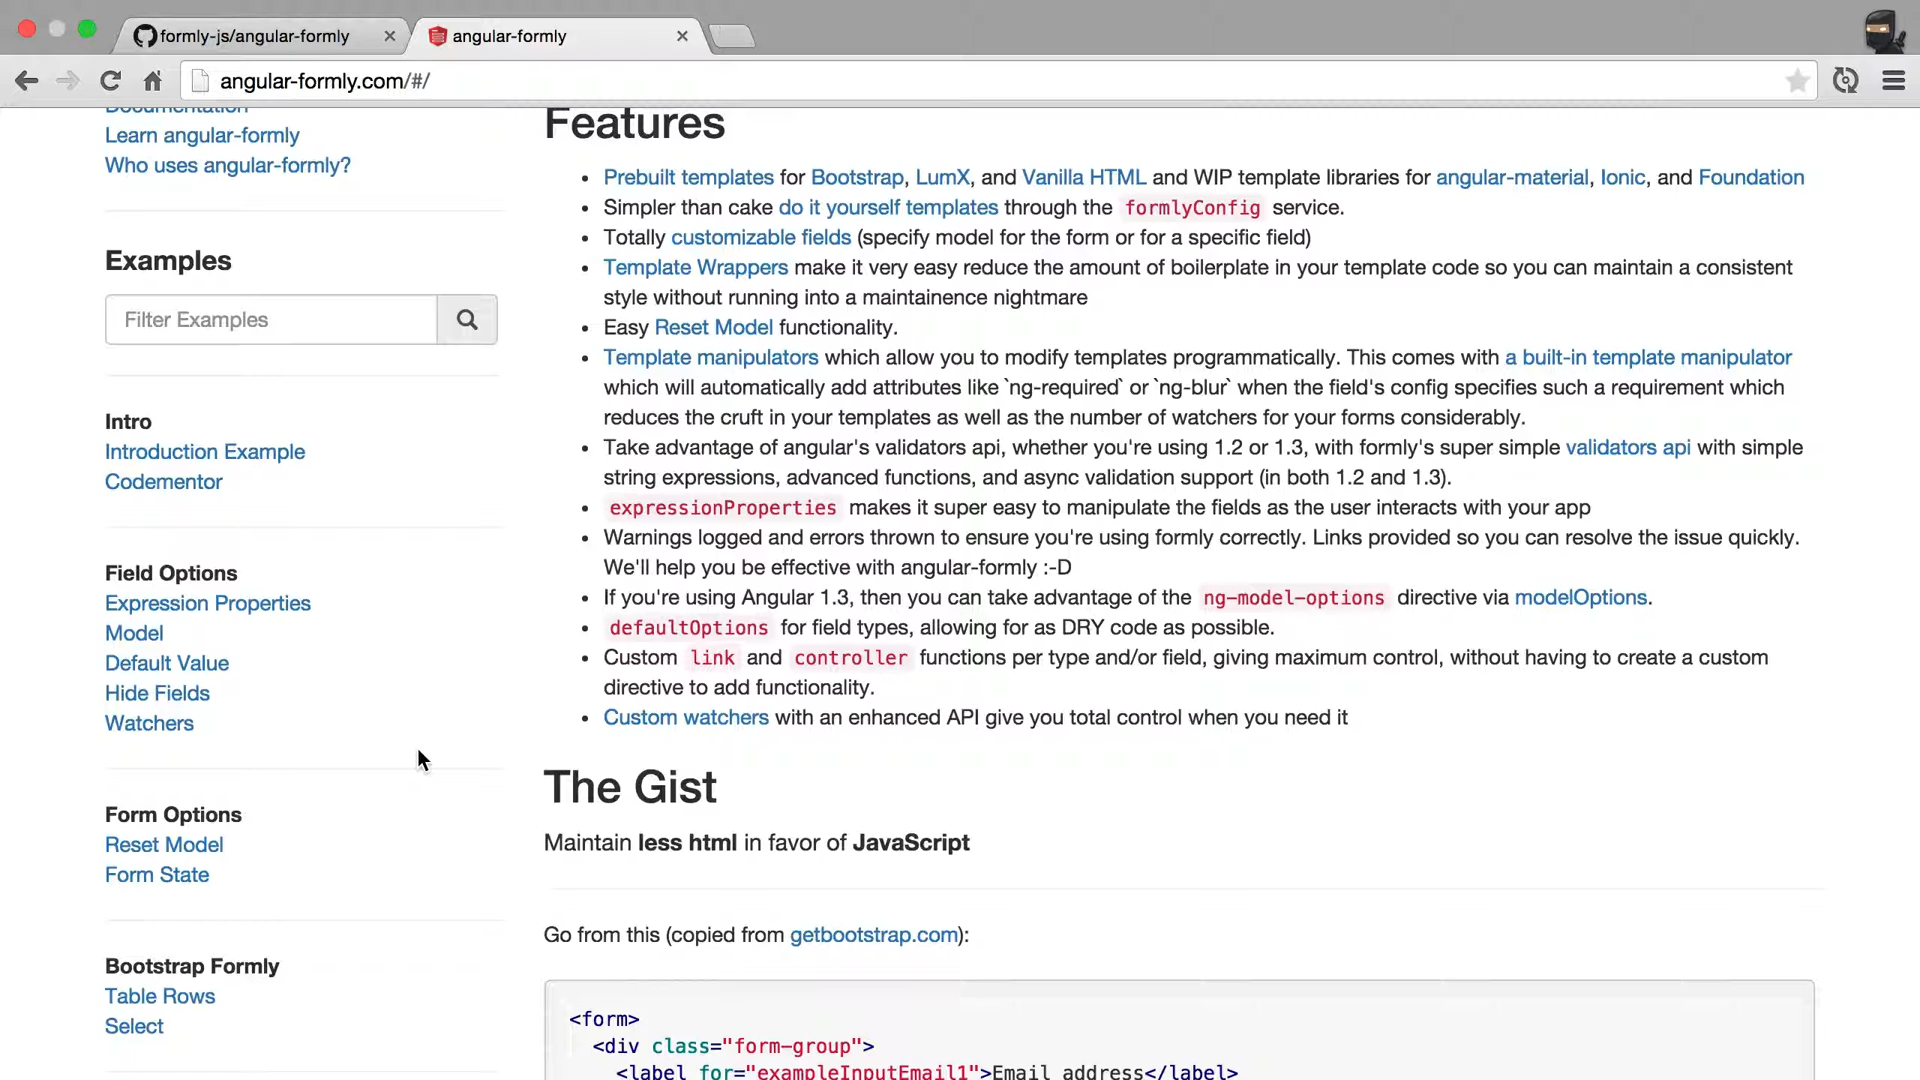 formly-js/angular-formly
angular-formly
angular-formly.com/#/
Documentation
Learn angular-formly
Who uses angular-formly?
Examples
Filter Examples
Intro
Introduction Example
Codementor
Field Options
Expression Properties
Model
Default Value
Hide Fields
Watchers
Form Options
Reset Model
Form State
Bootstrap Formly
Table Rows
Select
Features
Prebuilt templates for Bootstrap, LumX, and Vanilla HTML and WIP template libraries for angular-material, Ionic, and Foundation
Simpler than cake do it yourself templates through the formlyConfig service.
Totally customizable fields (specify model for the form or for a specific field)
Template Wrappers make it very easy reduce the amount of boilerplate in your template code so you can maintain a consistent
style without running into a maintainence nightmare
Easy Reset Model functionality.
Template manipulators which allow you to modify templates programmatically. This comes with a built-in template manipulator
which will automatically add attributes like `ng-required` or `ng-blur` when the field's config specifies such a requirement which
reduces the cruft in your templates as well as the number of watchers for your forms considerably.
Take advantage of angular's validators api, whether you're using 1.2 or 1.3, with formly's super simple validators api with simple
string expressions, advanced functions, and async validation support (in both 1.2 and 1.3).
expressionProperties makes it super easy to manipulate the fields as the user interacts with your app
Warnings logged and errors thrown to ensure you're using formly correctly. Links provided so you can resolve the issue quickly.
We'll help you be effective with angular-formly :-D
If you're using Angular 1.3, then you can take advantage of the ng-model-options directive via modelOptions.
defaultOptions for field types, allowing for as DRY code as possible.
Custom link and controller functions per type and/or field, giving maximum control, without having to create a custom
directive to add functionality.
Custom watchers with an enhanced API give you total control when you need it
The Gist
Maintain less html in favor of JavaScript
Go from this (copied from getbootstrap.com):
<form>
<div class="form-group">
<label for="exampleInputEmail1">Email address</label>